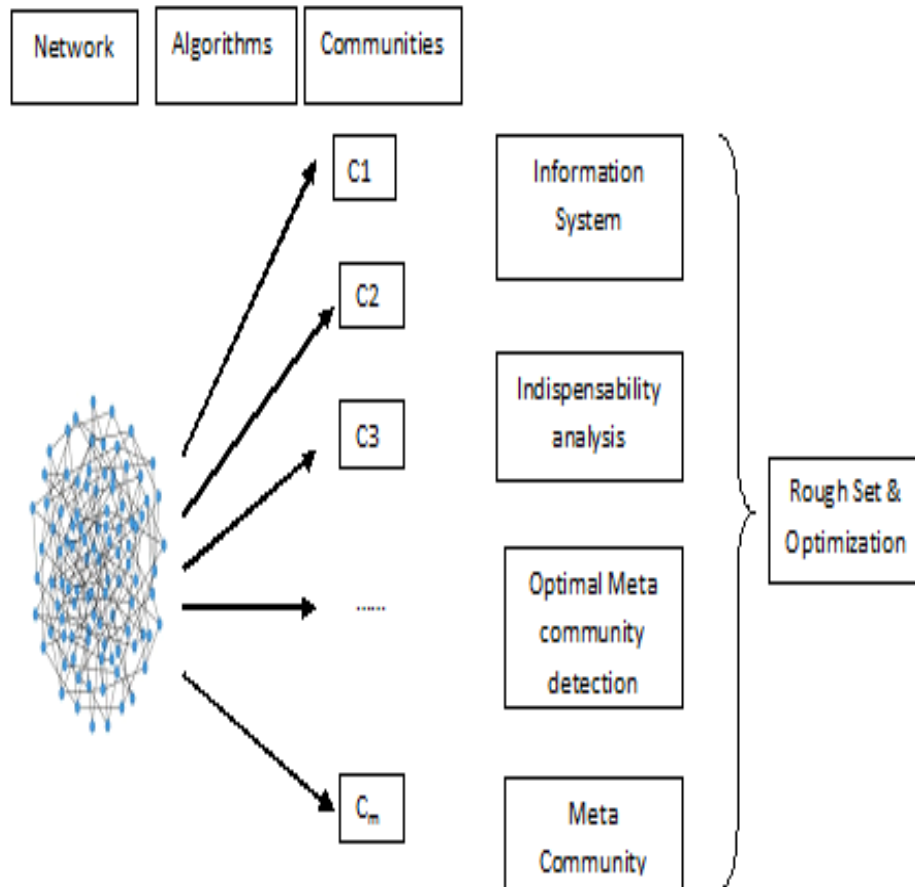 Network
Algorithms
Communities
C1
C2
C3
......
Cm
Information
System
Indispensability
analysis
Optimal Meta
community
detection
Meta
Community
Rough Set &
Optimization